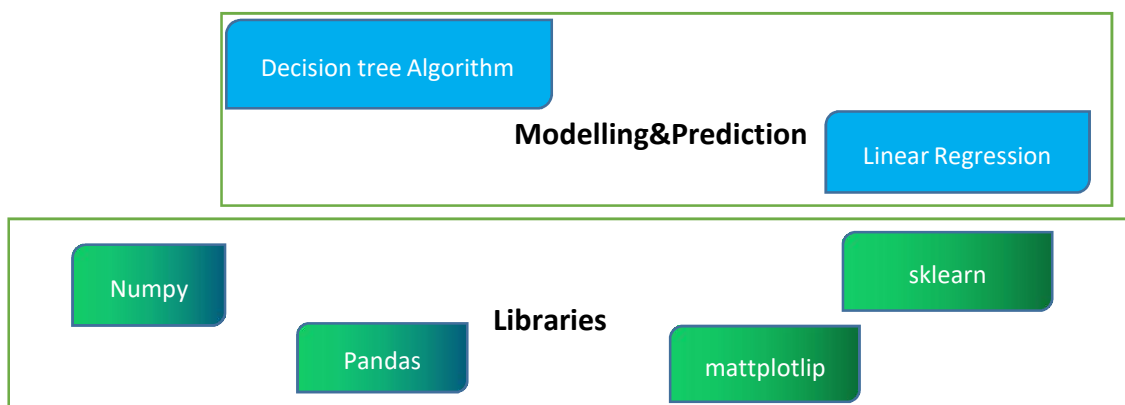 Decision tree Algorithm
Modelling&Prediction
Linear Regression
Numpy
sklearn
Libraries
Pandas
mattplotlip